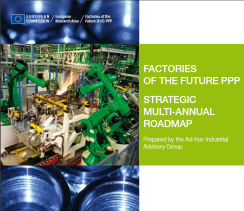 EUROPEAN
COMMISSION
European
Research Area
Factories of the
Future (FoF) PPP
FACTORIES
OF THE FUTURE PPP
STRATEGIC
MULTI-ANNUAL
ROADMAP
Prepared by the Ad-hoc Industrial
Advisory Group